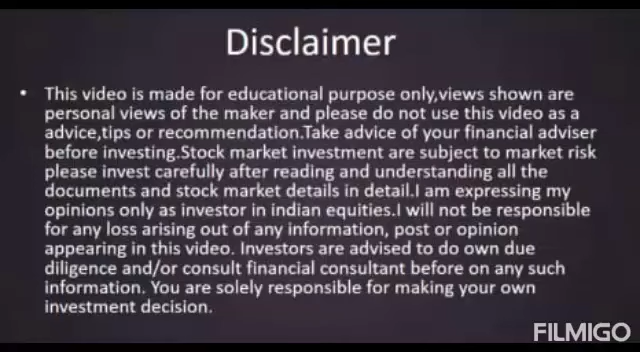 Disclaimer
• This video is made for educational purpose only,views shown are
personal views of the maker and please do not use this video as a
advice,tips or recommendation.Take advice of your financial adviser
before investing.Stock market investment are subject to market risk
please invest carefully after reading and understanding all the
documents and stock market details in detail.I am expressing my
opinions only as investor in indian equities.I will not be responsible
for any loss arising out of any information, post or opinion
appearing in this video. Investors are advised to do own due
diligence and/or consult financial consultant before on any such
information. You are solely responsible for making your own
investment decision.
FILMIGO